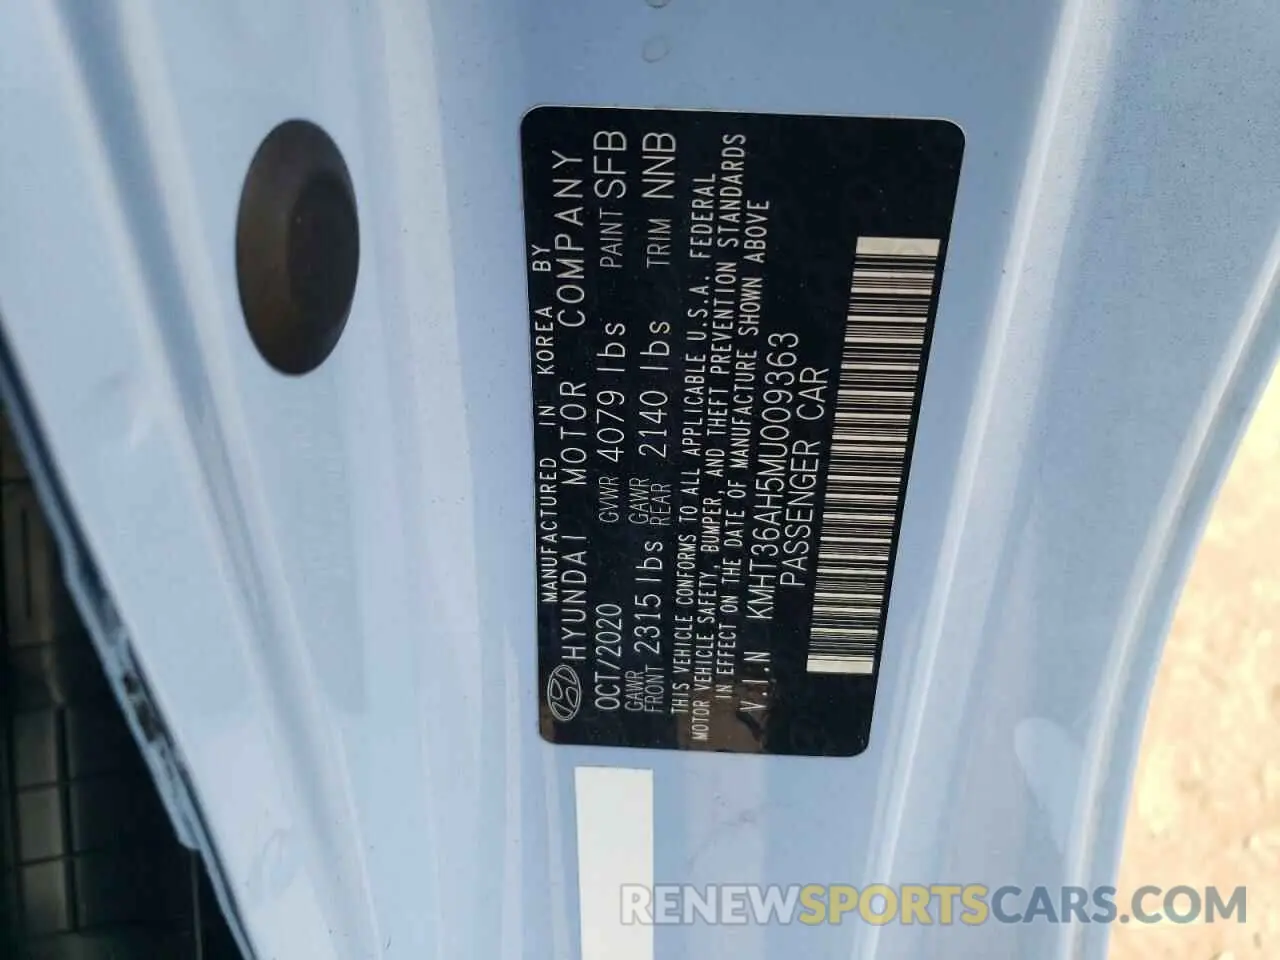 MANUFACTURED IN KOREA BY
HYUNDAI MOTOR COMPANY
OCT/2020 GVWR 4079 lbs PAINT SFB
GAWR FRONT 2315 lbs GAWR REAR 2140 lbs TRIM NNB
THIS VEHICLE CONFORMS TO ALL APPLICABLE U.S.A. FEDERAL
MOTOR VEHICLE SAFETY, BUMPER, AND THEFT PREVENTION STANDARDS
IN EFFECT ON THE DATE OF MANUFACTURE SHOWN ABOVE
V.I.N KMHT36AH5MU009363
PASSENGER CAR
RENEWSPORTSCARS.COM